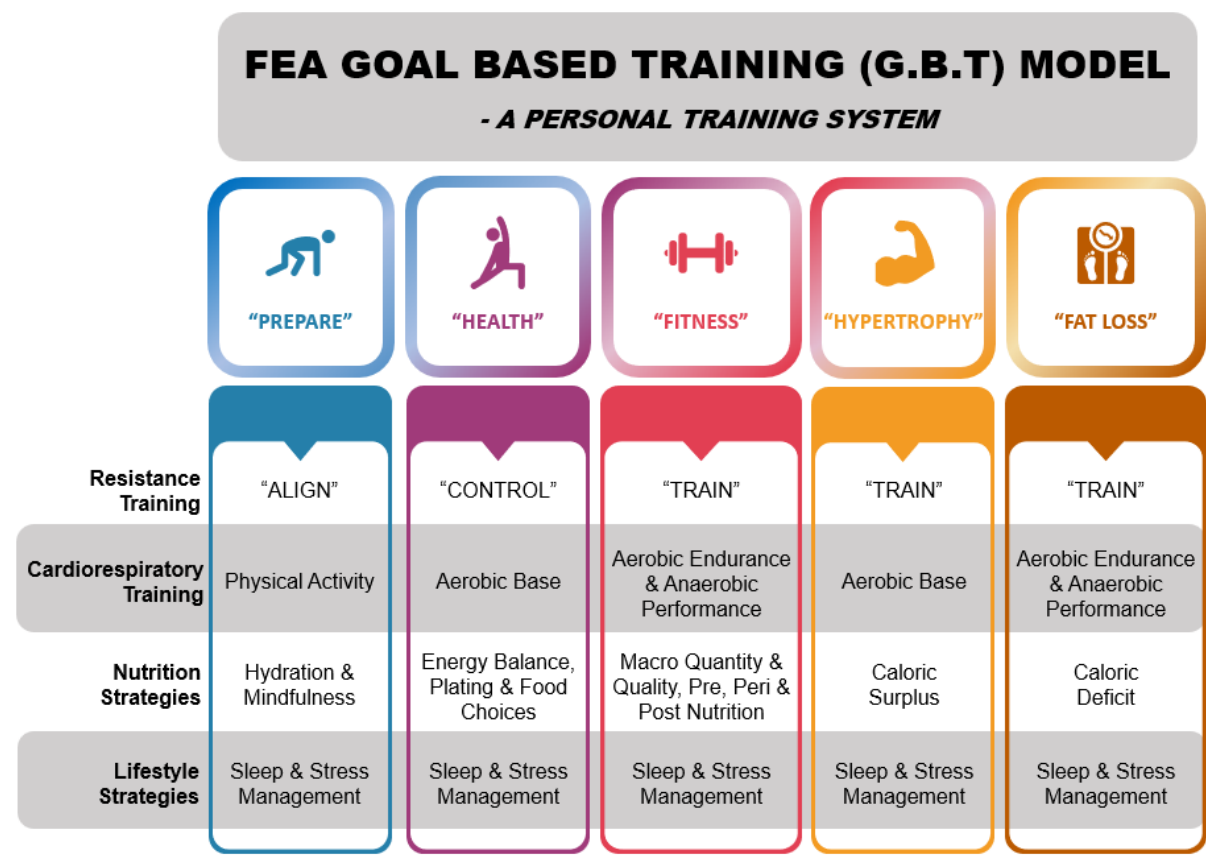 FEA GOAL BASED TRAINING (G.B.T) MODEL
- A PERSONAL TRAINING SYSTEM
“PREPARE”
“HEALTH”
“FITNESS”
“HYPERTROPHY”
“FAT LOSS”
Resistance
Training
“ALIGN”
“CONTROL”
“TRAIN”
“TRAIN”
“TRAIN”
Cardiorespiratory
Training
Physical Activity
Aerobic Base
Aerobic Endurance
& Anaerobic
Performance
Aerobic Base
Aerobic Endurance
& Anaerobic
Performance
Nutrition
Strategies
Hydration &
Mindfulness
Energy Balance,
Plating & Food
Choices
Macro Quantity &
Quality, Pre, Peri &
Post Nutrition
Caloric
Surplus
Caloric
Deficit
Lifestyle
Strategies
Sleep & Stress
Management
Sleep & Stress
Management
Sleep & Stress
Management
Sleep & Stress
Management
Sleep & Stress
Management